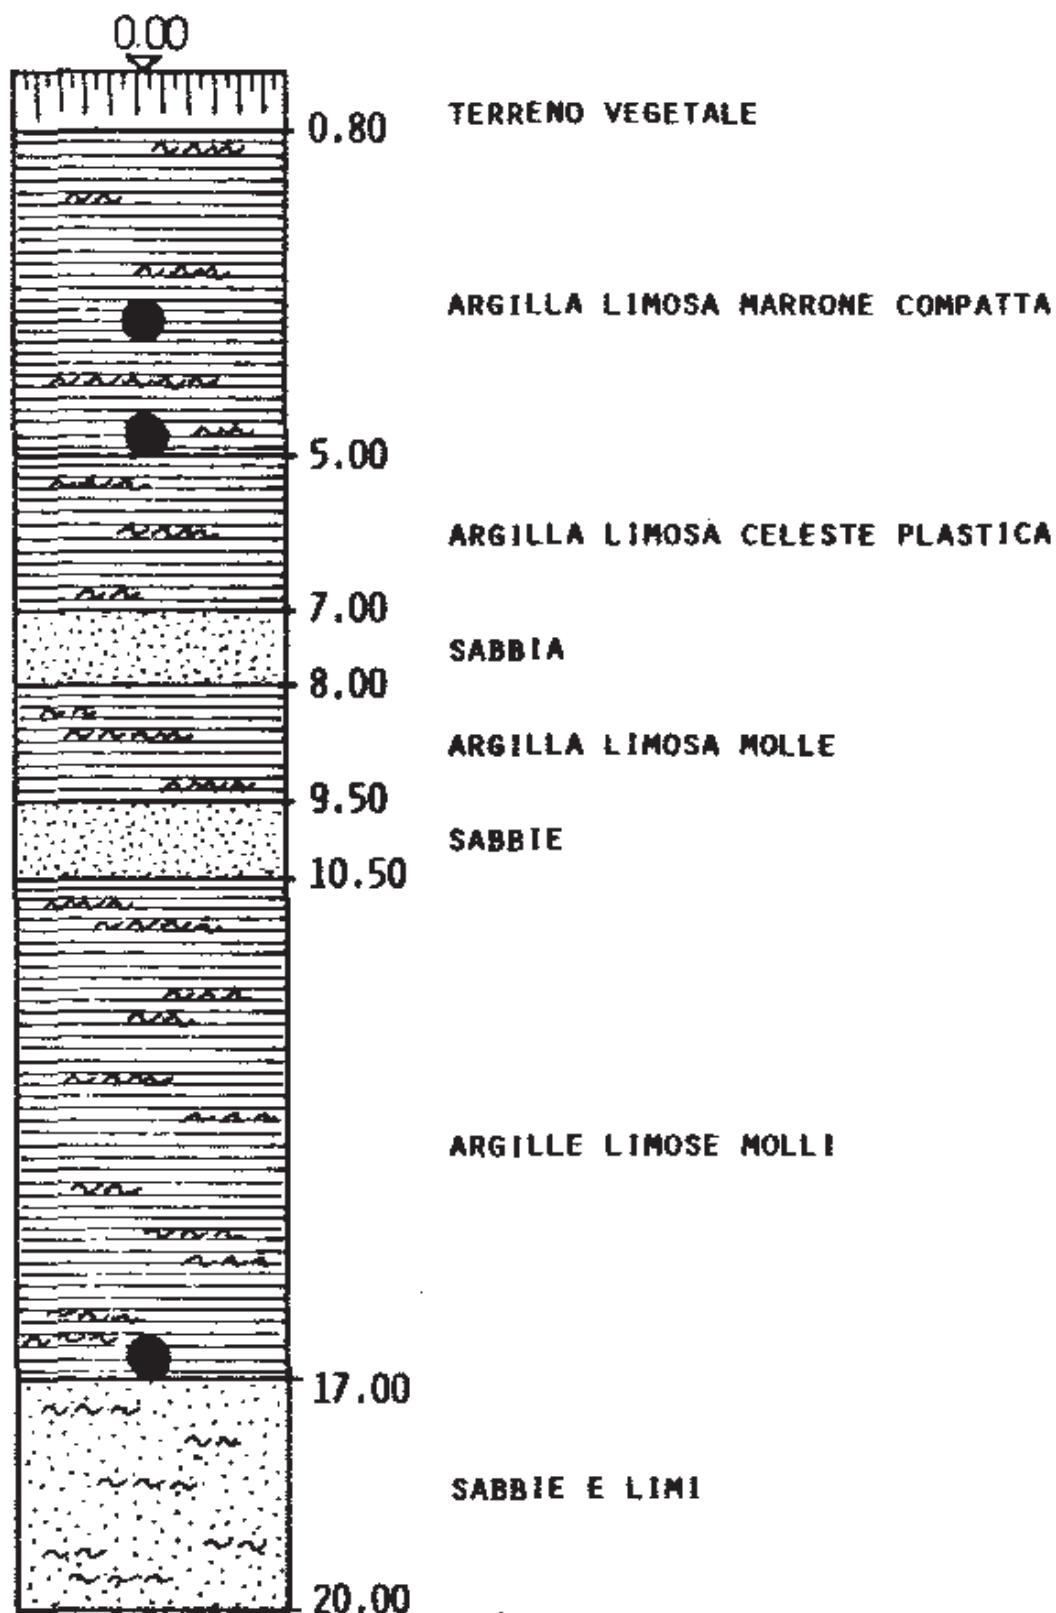 0.00
TERRENO VEGETALE
0.80
ARGILLA LIMOSA MARRONE COMPATTA
5.00
ARGILLA LIMOSA CELESTE PLASTICA
7.00
SABBIA
8.00
ARGILLA LIMOSA MOLLE
9.50
SABBIE
10.50
ARGILLE LIMOSE MOLLI
17.00
SABBIE E LIMI
20.00